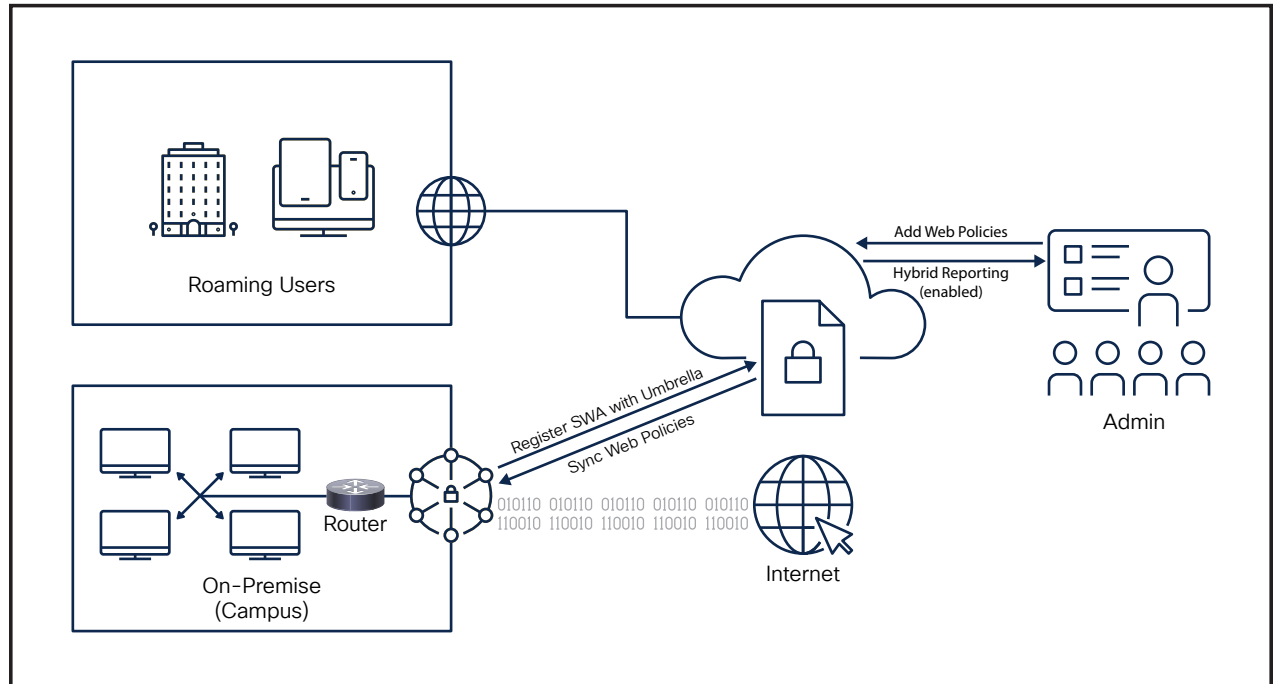 Roaming Users
Add Web Policies
Hybrid Reporting
(enabled)
Admin
Register SWA with Umbrella
Sync Web Policies
010110 010110 010110 010110 010110
110010 110010 110010 110010 110010
Router
On-Premise
(Campus)
Internet